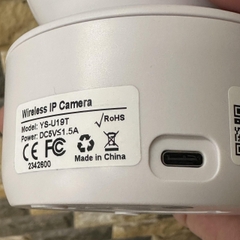 Wireless IP Camera
Model: YS-U19T
Power: DC5V≤1.5A
√RoHS
CE FC
2342600
Made in China